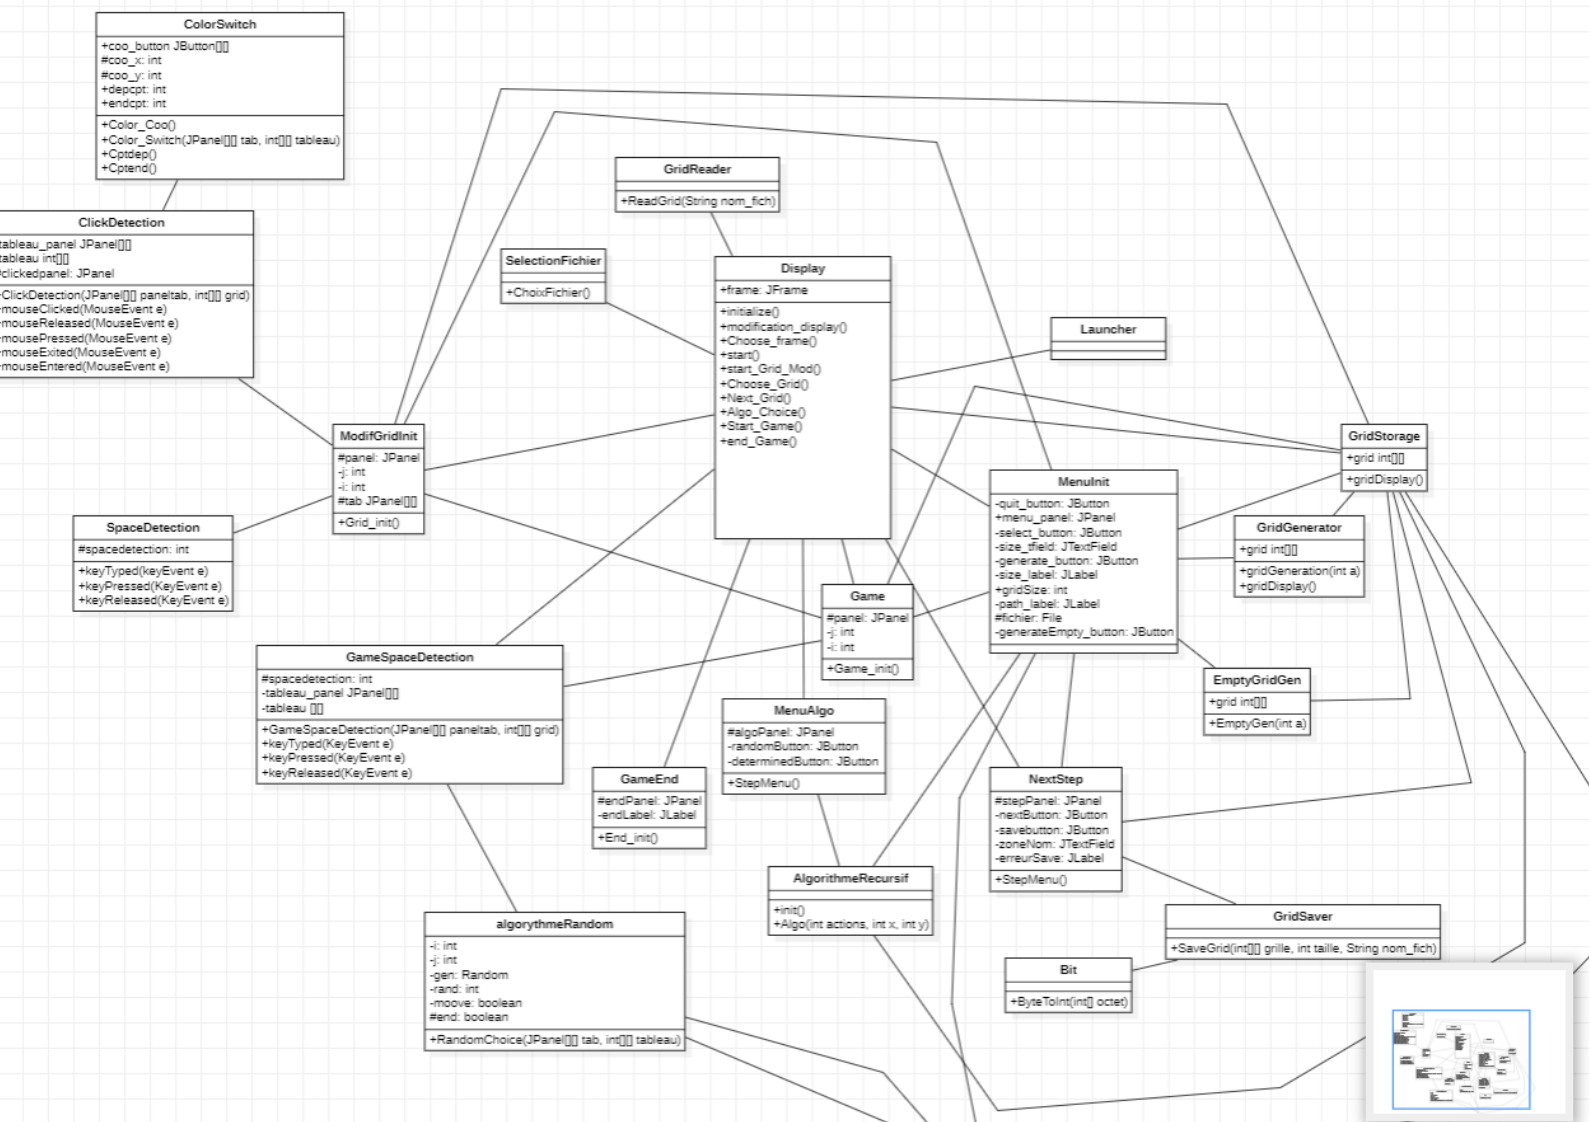 ColorSwitch
+coo_button JButton[][]
#coo_x: int
#coo_y: int
+depcpt: int
+endcpt: int
+Color_Coo()
+Color_Switch(JPanel[][] tab, int[][] tableau)
+Cptdep()
+Cptend()
ClickDetection
tableau_panel JPanel[][]
tableau int[][]
#clickedpanel: JPanel
-ClickDetection(JPanel[][] paneltab, int[][] grid)
-mouseClicked(MouseEvent e)
-mouseReleased(MouseEvent e)
-mousePressed(MouseEvent e)
-mouseExited(MouseEvent e)
-mouseEntered(MouseEvent e)
GridReader
+ReadGrid(String nom_fich)
SelectionFichier
+ChoixFichier()
Display
+frame: JFrame
+initialize()
+modification_display()
+Choose_frame()
+start()
+start_Grid_Mod()
+Choose_Grid()
+Next_Grid()
+Algo_Choice()
+Start_Game()
+end_Game()
Launcher
ModifGridInit
#panel: JPanel
-j: int
-i: int
#tab JPanel[][]
+Grid_init()
GridStorage
+grid int[][]
+gridDisplay()
MenuInit
-quit_button: JButton
+menu_panel: JPanel
-select_button: JButton
-size_tfield: JTextField
-generate_button: JButton
-size_label: JLabel
+gridSize: int
-path_label: JLabel
#fichier: File
-generateEmpty_button: JButton
GridGenerator
+grid int[][]
+gridGeneration(int a)
+gridDisplay()
SpaceDetection
#spacedetection: int
+keyTyped(keyEvent e)
+keyPressed(KeyEvent e)
+keyReleased(KeyEvent e)
Game
#panel: JPanel
-j: int
-i: int
+Game_init()
GameSpaceDetection
#spacedetection: int
-tableau_panel JPanel[][]
-tableau [][]
+GameSpaceDetection(JPanel[][] paneltab, int[][] grid)
+keyTyped(KeyEvent e)
+keyPressed(KeyEvent e)
+keyReleased(KeyEvent e)
EmptyGridGen
+grid int[][]
+EmptyGen(int a)
MenuAlgo
#algoPanel: JPanel
-randomButton: JButton
-determinedButton: JButton
+StepMenu()
GameEnd
#endPanel: JPanel
-endLabel: JLabel
+End_init()
NextStep
#stepPanel: JPanel
-nextButton: JButton
-savebutton: JButton
-zoneNom: JTextField
-erreurSave: JLabel
+StepMenu()
AlgorithmeRecursif
+init()
+Algo(int actions, int x, int y)
algorythmeRandom
-i: int
-j: int
-gen: Random
-rand: int
-moove: boolean
#end: boolean
+RandomChoice(JPanel[][] tab, int[][] tableau)
GridSaver
+SaveGrid(int[][] grille, int taille, String nom_fich)
Bit
+ByteToInt(int[] octet)